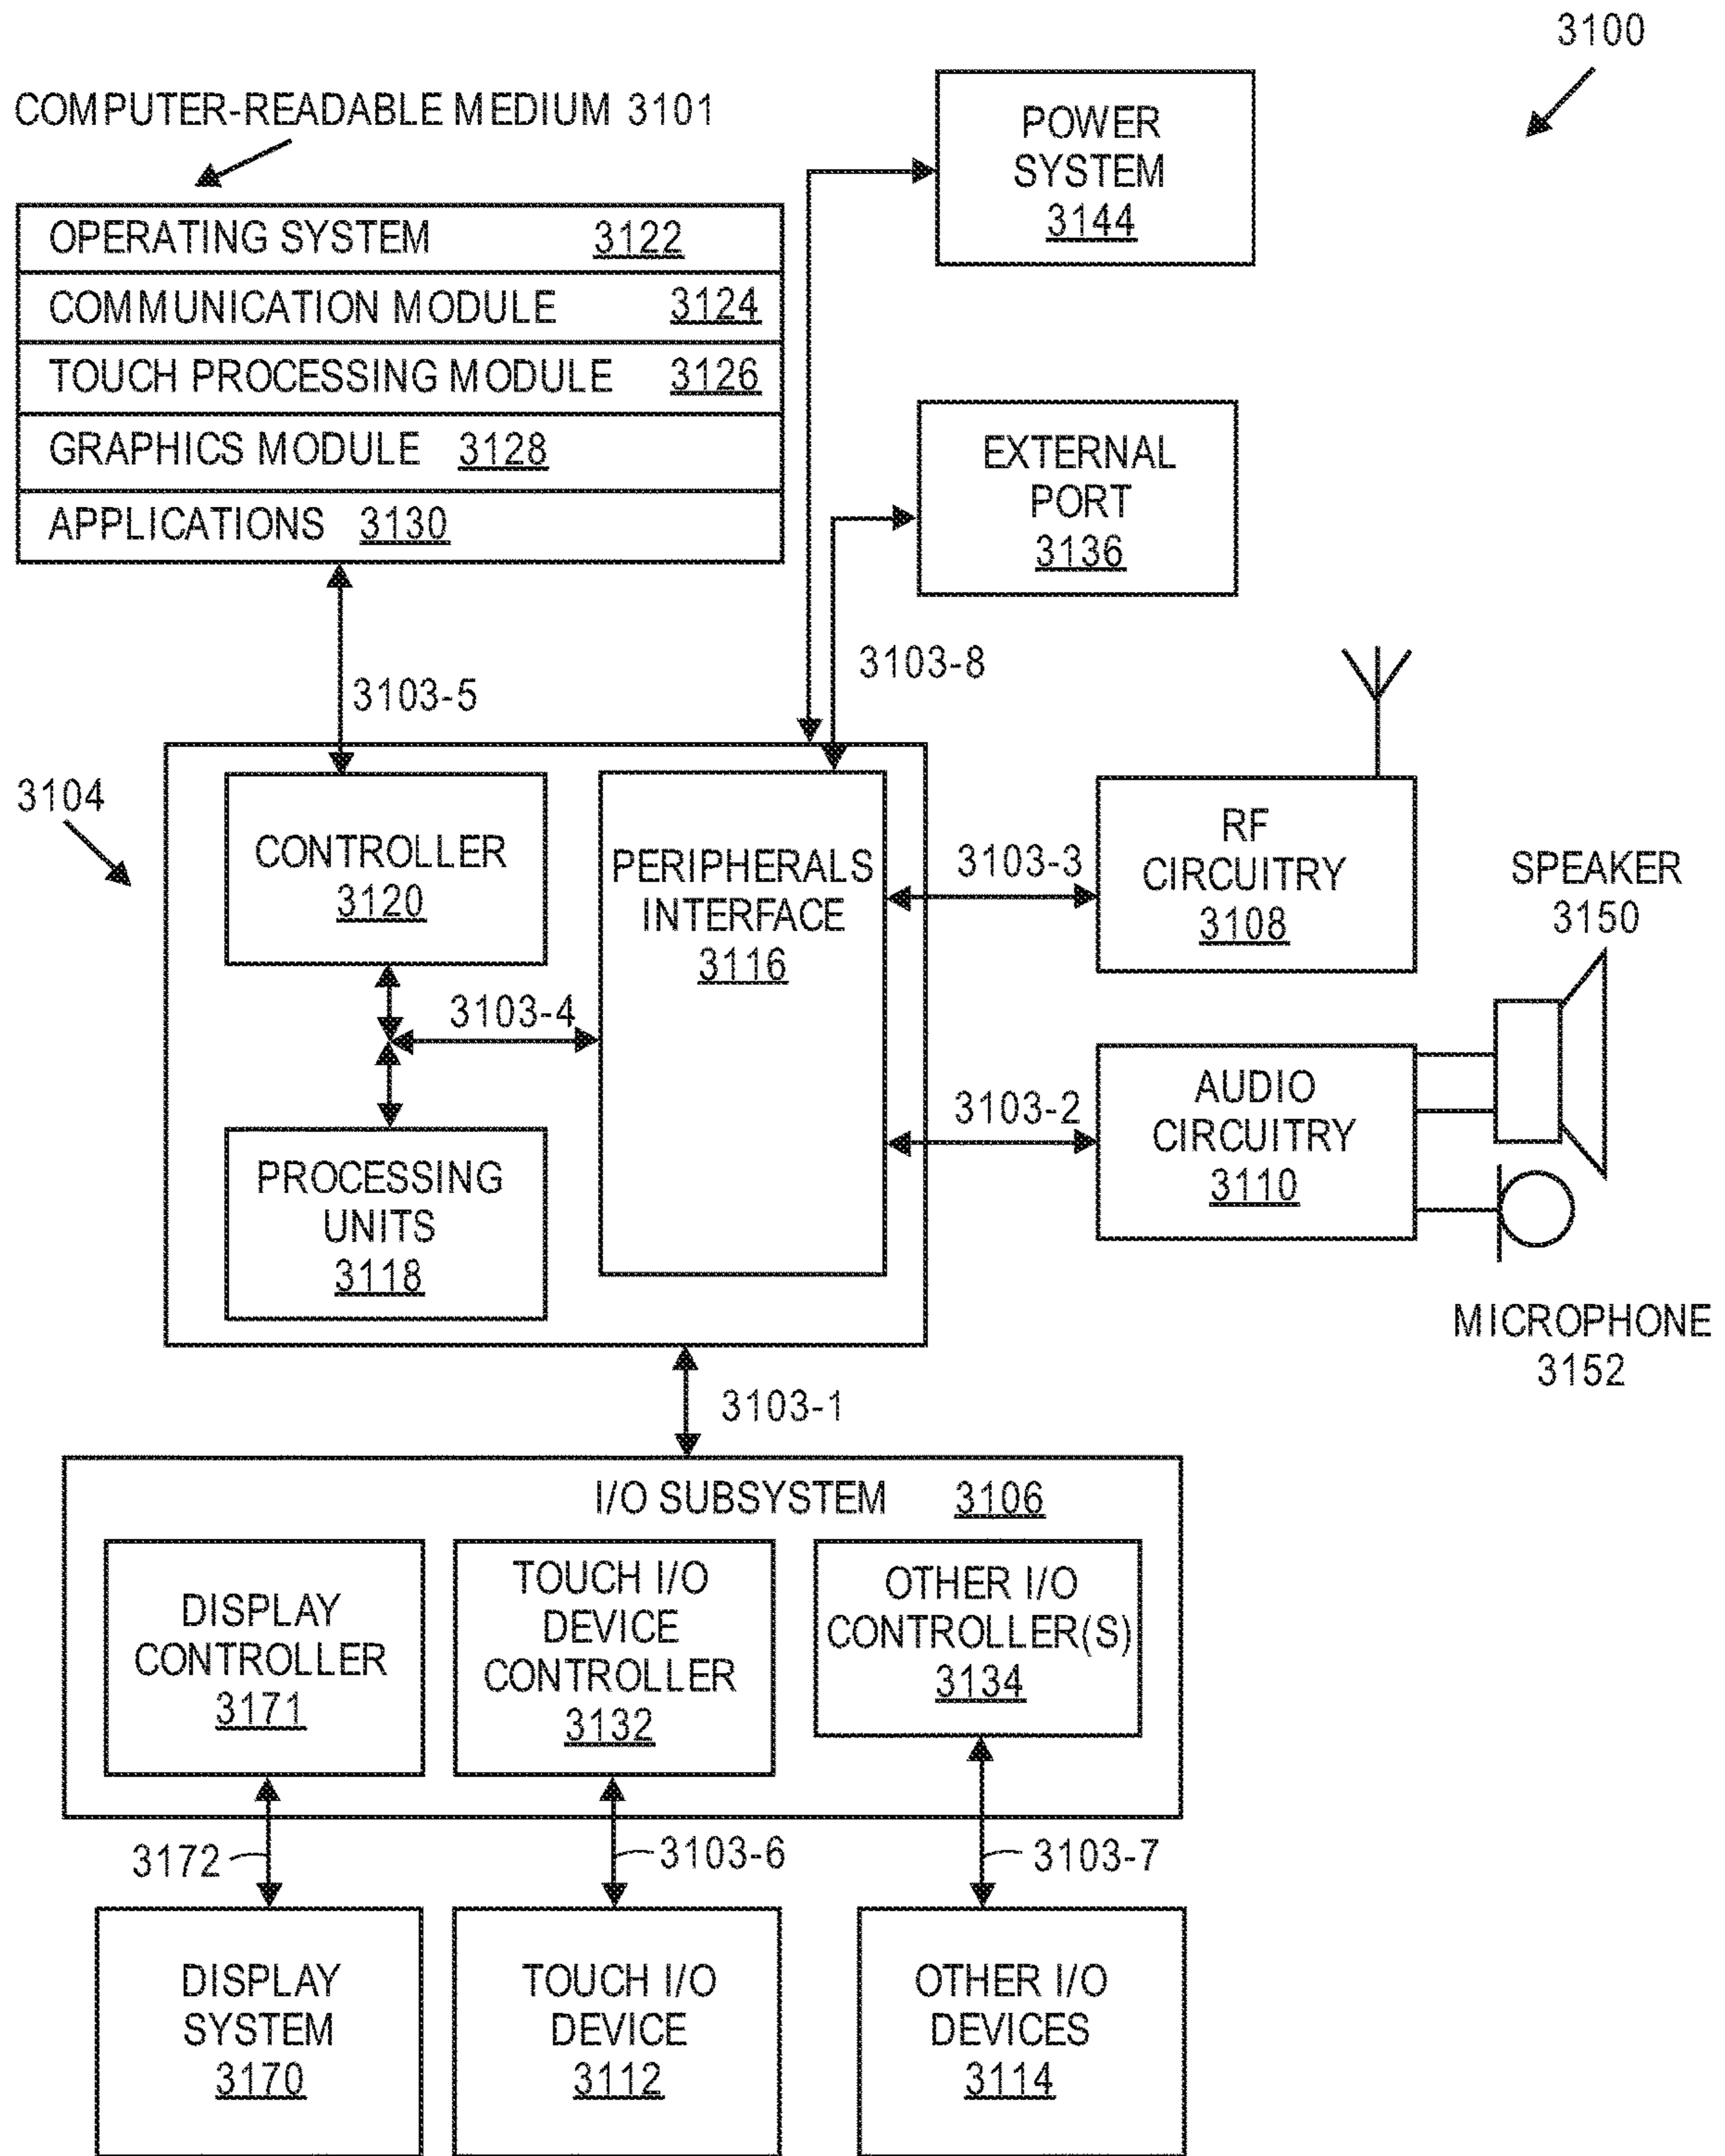 3100
COMPUTER-READABLE MEDIUM 3101
OPERATING SYSTEM 3122
COMMUNICATION MODULE 3124
TOUCH PROCESSING MODULE 3126
GRAPHICS MODULE 3128
APPLICATIONS 3130
POWER
SYSTEM
3144
EXTERNAL
PORT
3136
3103-5
3103-8
3104
CONTROLLER
3120
PERIPHERALS
INTERFACE
3116
3103-4
PROCESSING
UNITS
3118
3103-3
RF
CIRCUITRY
3108
SPEAKER
3150
3103-2
AUDIO
CIRCUITRY
3110
MICROPHONE
3152
3103-1
I/O SUBSYSTEM 3106
DISPLAY
CONTROLLER
3171
TOUCH I/O
DEVICE
CONTROLLER
3132
OTHER I/O
CONTROLLER(S)
3134
3172
3103-6
3103-7
DISPLAY
SYSTEM
3170
TOUCH I/O
DEVICE
3112
OTHER I/O
DEVICES
3114